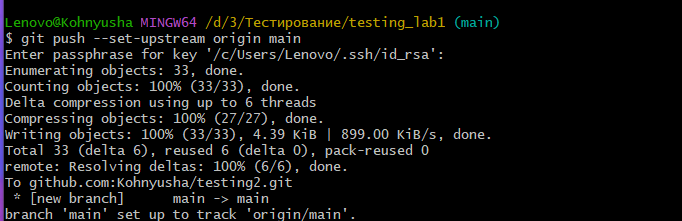 Lenovo@Kohnyusha MINGW64 /d/3/Тестирование/testing_lab1 (main)
$ git push --set-upstream origin main
Enter passphrase for key '/c/Users/Lenovo/.ssh/id_rsa':
Enumerating objects: 33, done.
Counting objects: 100% (33/33), done.
Delta compression using up to 6 threads
Compressing objects: 100% (27/27), done.
Writing objects: 100% (33/33), 4.39 KiB | 899.00 KiB/s, done.
Total 33 (delta 6), reused 6 (delta 0), pack-reused 0
remote: Resolving deltas: 100% (6/6), done.
To github.com:Kohnyusha/testing2.git
 * [new branch]      main -> main
branch 'main' set up to track 'origin/main'.